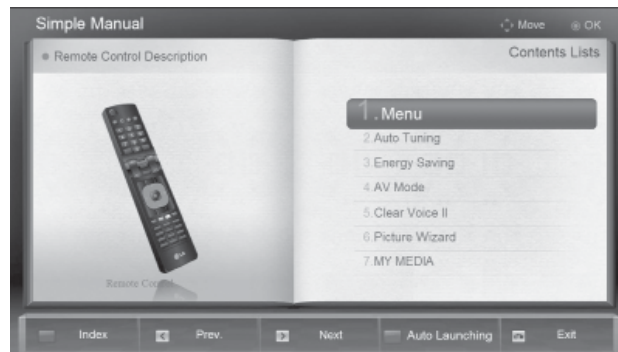 Simple Manual
Move OK
Remote Control Description
Contents Lists
1. Menu
2. Auto Tuning
3. Energy Saving
4. AV Mode
5. Clear Voice II
6. Picture Wizard
7. MY MEDIA
LG
Remote Control
Index Prev. Next Auto Launching Exit